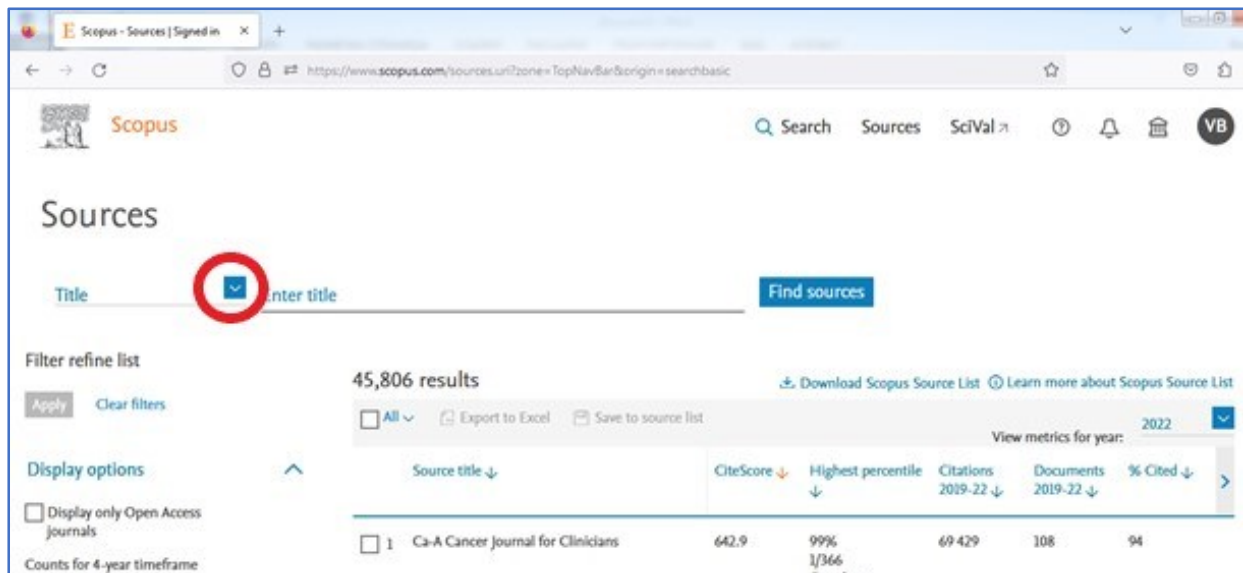 Scopus - Sources | Signed in
https://www.scopus.com/sources.uri?zone=TopNavBar&origin=searchbasic
Scopus
Search Sources SciVal VB
Sources
Title Enter title Find sources
Filter refine list
45,806 results Download Scopus Source List Learn more about Scopus Source List
Apply Clear filters
All Export to Excel Save to source list
View metrics for year: 2022
Display options
Source title CiteScore Highest percentile Citations 2019-22 Documents 2019-22 % Cited
Display only Open Access
Journals
1 Ca-A Cancer Journal for Clinicians 642.9 99% 69 429 108 94
1/366
Counts for 4-year timeframe